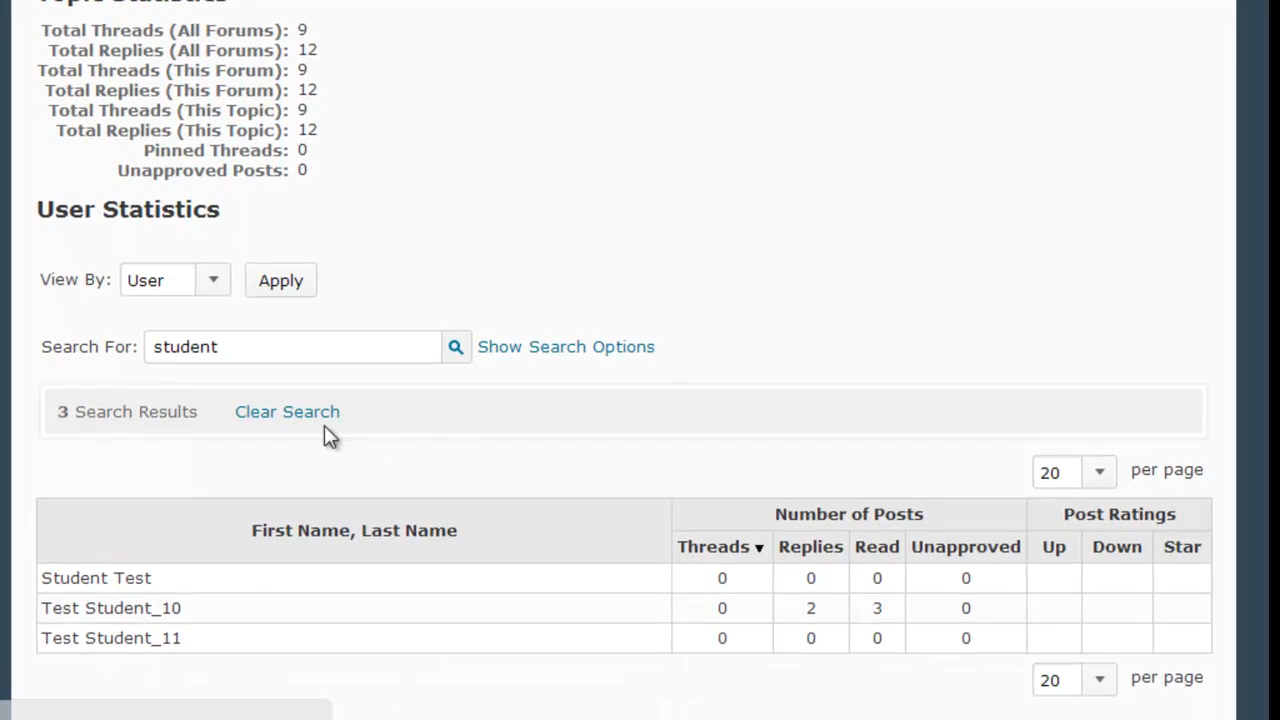 Topic Statistics
Total Threads (All Forums): 9
Total Replies (All Forums): 12
Total Threads (This Forum): 9
Total Replies (This Forum): 12
Total Threads (This Topic): 9
Total Replies (This Topic): 12
Pinned Threads: 0
Unapproved Posts: 0
User Statistics
View By: User Apply
Search For: student Show Search Options
3 Search Results Clear Search
20 per page
First Name, Last Name Number of Posts Post Ratings
Threads Replies Read Unapproved Up Down Star
Student Test 0 0 0 0
Test Student_10 0 2 3 0
Test Student_11 0 0 0 0
20 per page